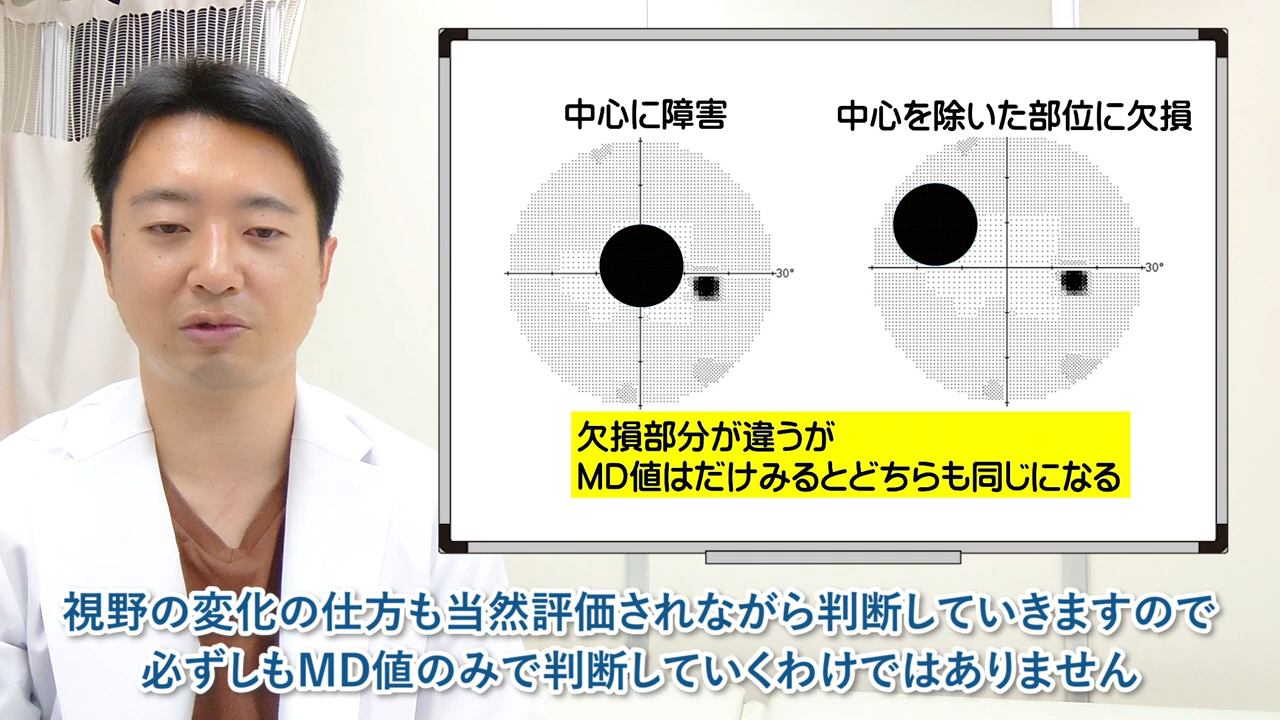 中心に障害
中心を除いた部位に欠損
30°
30°
欠損部分が違うが
MD値はだけみるとどちらも同じになる
視野の変化の仕方も当然評価されながら判断していきますので
必ずしもMD値のみで判断していくわけではありません